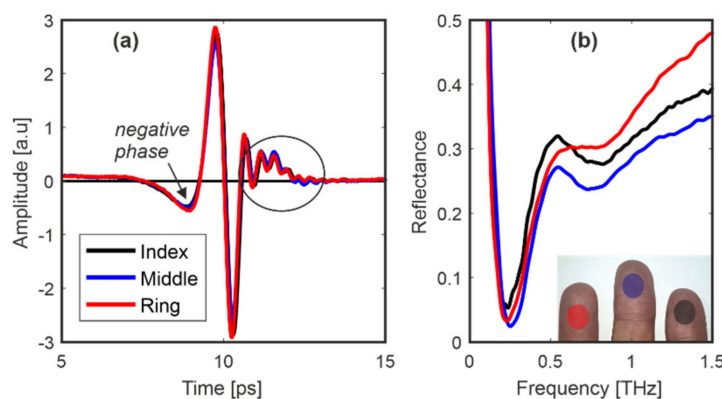 (a)
negative
phase
Index
Middle
Ring
3
2
1
0
-1
-2
-3
5
10
15
Amplitude [a.u]
Time [ps]
(b)
0.5
0.4
0.3
0.2
0.1
0
0
0.5
1
1.5
Reflectance
Frequency [THz]